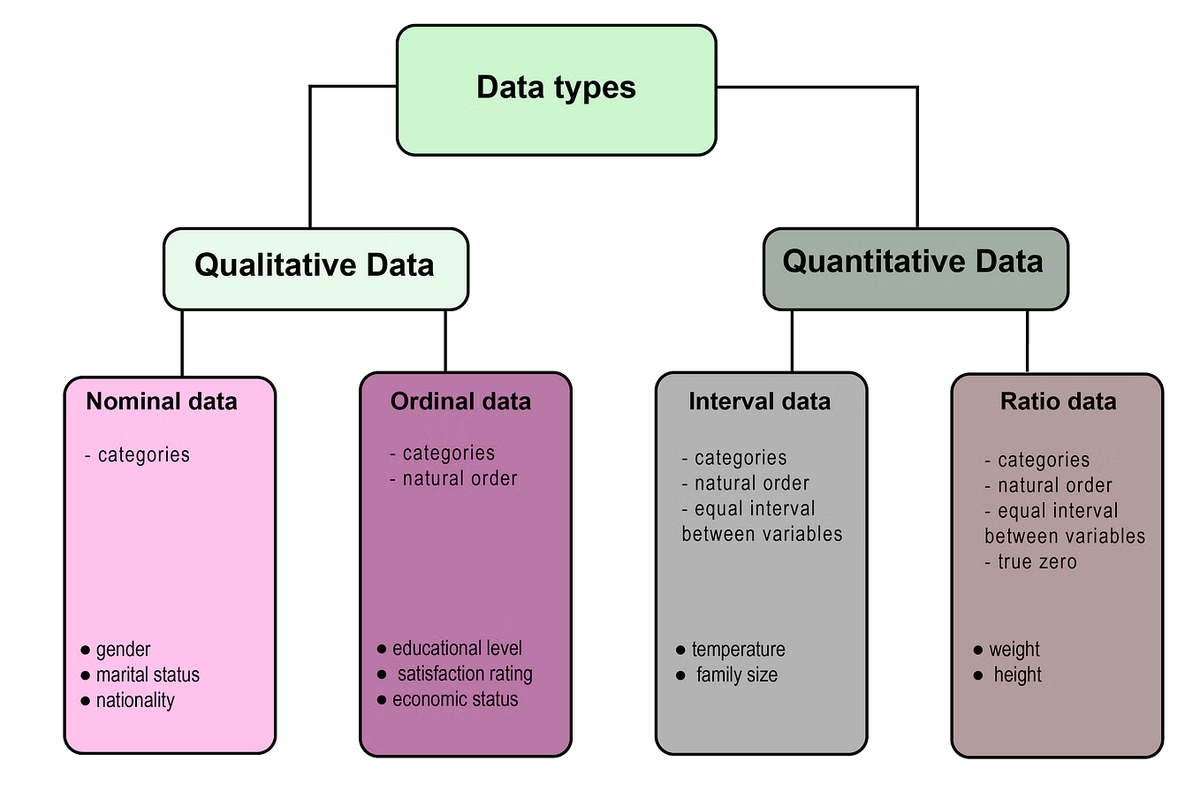 Data types
Qualitative Data
Quantitative Data
Nominal data
- categories
● gender
● marital status
● nationality
Ordinal data
- categories
- natural order
● educational level
● satisfaction rating
● economic status
Interval data
- categories
- natural order
- equal interval
between variables
● temperature
● family size
Ratio data
- categories
- natural order
- equal interval
between variables
- true zero
● weight
● height